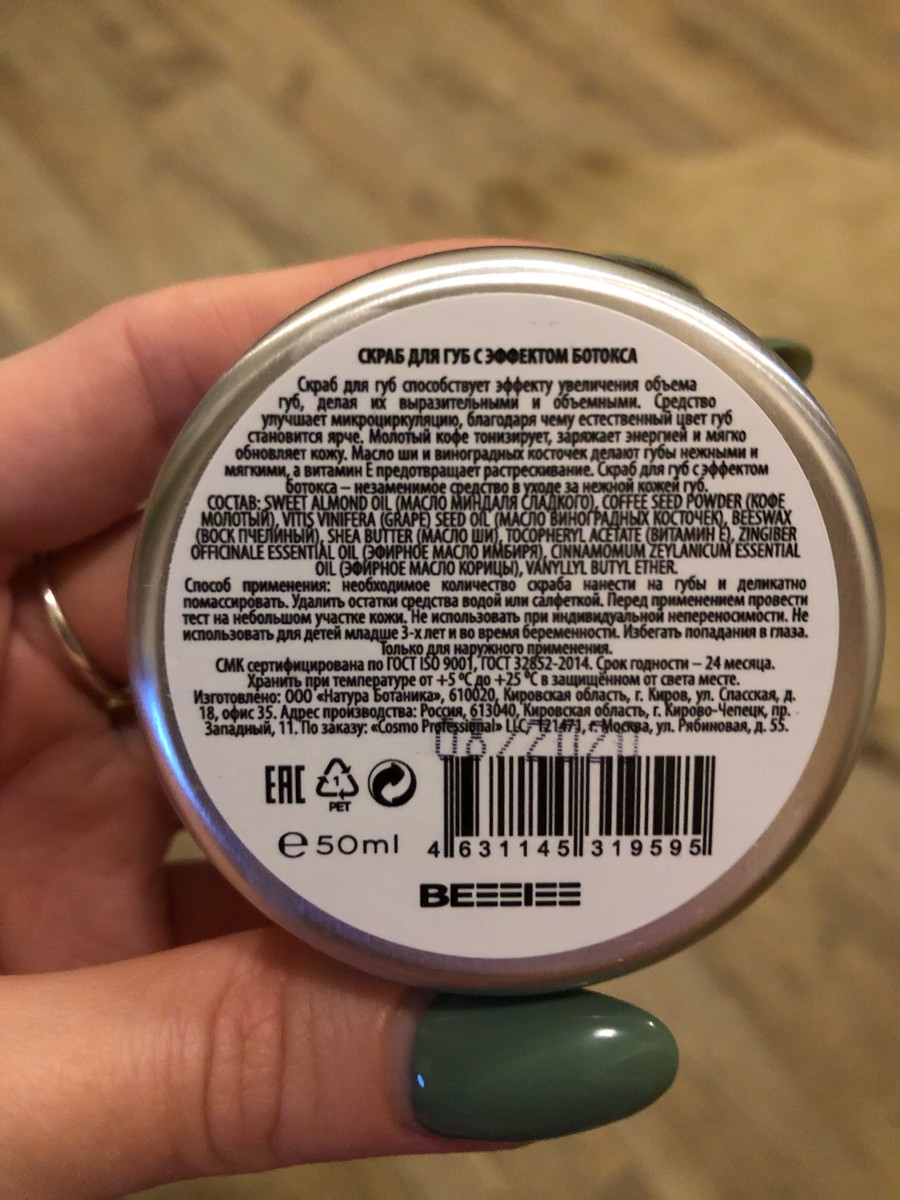 СКРАБ ДЛЯ ГУБ С ЭФФЕКТОМ БОТОКСА
Скраб для губ способствует эффекту увеличения объема
губ, делая их выразительными и объемными. Средство
улучшает микроциркуляцию, благодаря чему естественный цвет губ
становится ярче. Молотый кофе тонизирует, заряжает энергией и мягко
обновляет кожу. Масло ши и виноградных косточек делают губы нежными и
мягкими, а витамин Е предотвращает растрескивание. Скраб для губ с эффектом
ботокса – незаменимое средство в уходе за нежной кожей губ.
СОСТАВ: SWEET ALMOND OIL (МАСЛО МИНДАЛЯ СЛАДКОГО), COFFEE SEED POWDER (КОФЕ
МОЛОТЫЙ), VITIS VINIFERA (GRAPE) SEED OIL (МАСЛО ВИНОГРАДНЫХ КОСТОЧЕК), BEESWAX
(ВОСК ПЧЕЛИНЫЙ), SHEA BUTTER (МАСЛО ШИ), TOCOPHERYL ACETATE (ВИТАМИН Е), ZINGIBER
OFFICINALE ESSENTIAL OIL (ЭФИРНОЕ МАСЛО ИМБИРЯ), CINNAMOMUM ZEYLANICUM ESSENTIAL
OIL (ЭФИРНОЕ МАСЛО КОРИЦЫ), VANYLLYL BUTYL ETHER.
Способ применения: необходимое количество скраба нанести на губы и деликатно
помассировать. Удалить остатки средства водой или салфеткой. Перед применением провести
тест на небольшом участке кожи. Не использовать при индивидуальной непереносимости. Не
использовать для детей младше 3-х лет и во время беременности. Избегать попадания в глаза.
Только для наружного применения.
СМК сертифицирована по ГОСТ ISO 9001, ГОСТ 32852-2014. Срок годности – 24 месяца.
Хранить при температуре от +5 °C до +25 °C в защищённом от света месте.
Изготовлено: ООО «Натура Ботаника», 610020, Кировская область, г. Киров, ул. Спасская, д.
18, офис 35. Адрес производства: Россия, 613040, Кировская область, г. Кирово-Чепецк, пр.
Западный, 11. По заказу: «Cosmo Professional» LLC, 121471, г. Москва, ул. Рябиновая, д. 55.
08/2020
EAC 1 PET
e 50ml 4 631145 319595
BEEEIEE